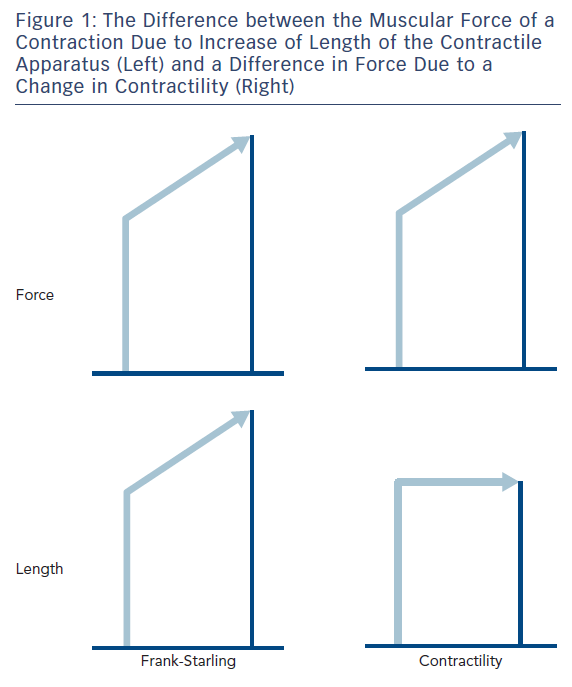 Figure 1: The Difference between the Muscular Force of a
Contraction Due to Increase of Length of the Contractile
Apparatus (Left) and a Difference in Force Due to a
Change in Contractility (Right)
Force
Length
Frank-Starling
Contractility